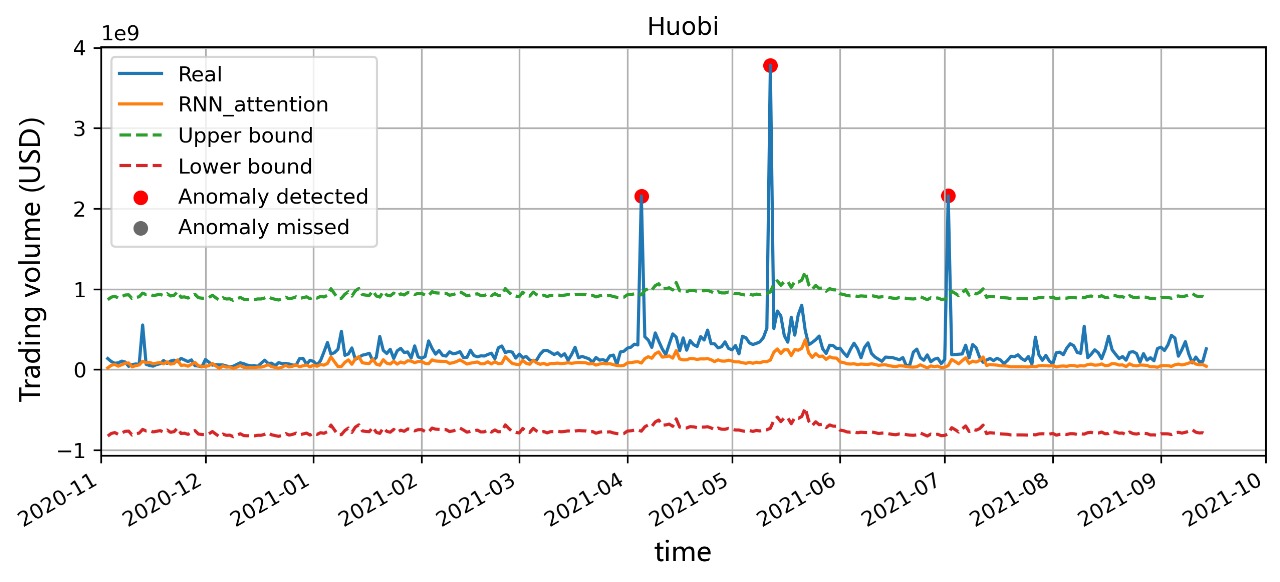 Huobi
1e9
4
3
2
1
0
−1
Trading volume (USD)
Real
RNN_attention
Upper bound
Lower bound
Anomaly detected
Anomaly missed
2020-11
2020-12
2021-01
2021-02
2021-03
2021-04
2021-05
2021-06
2021-07
2021-08
2021-09
2021-10
time